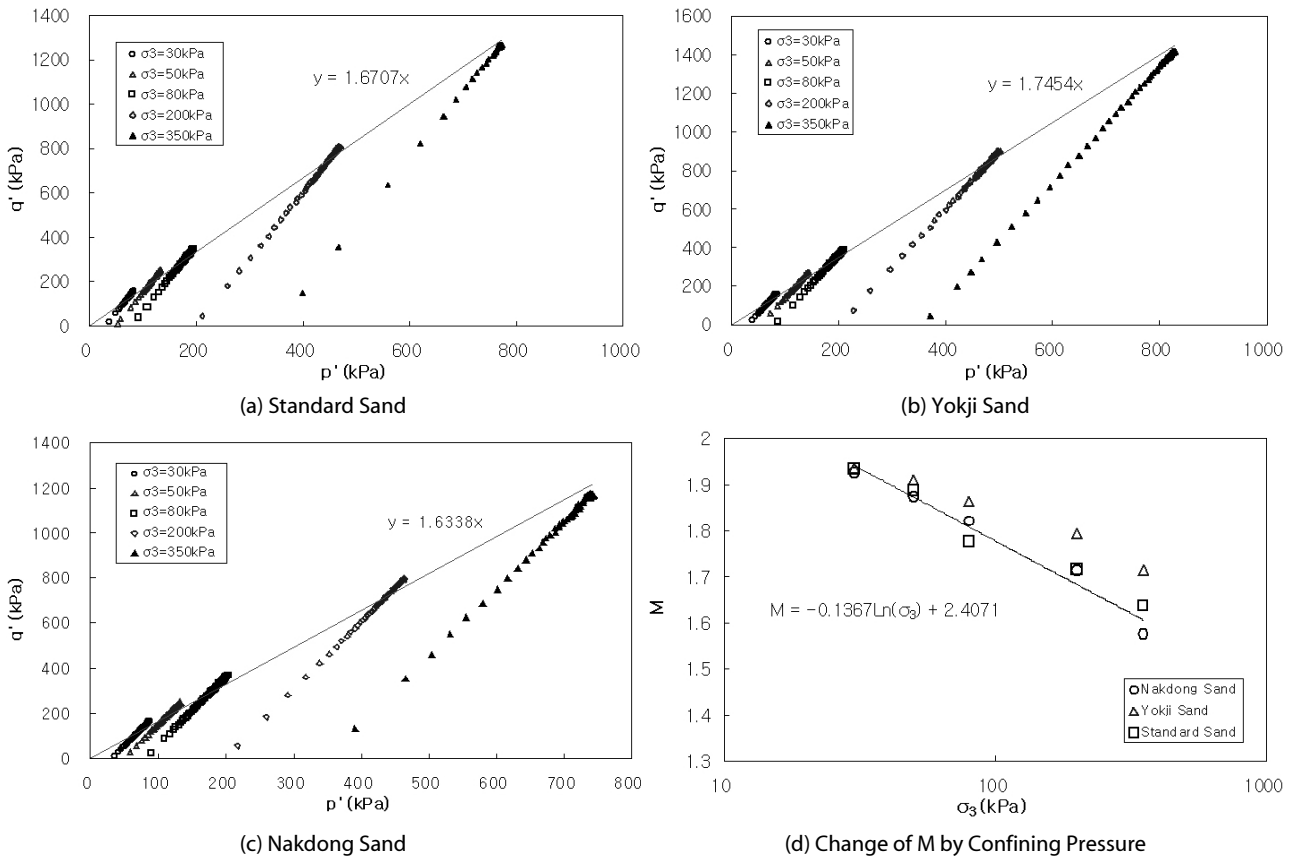 1400
1200
1000
800
600
400
200
0
q' (kPa)
σ3=30kPa
σ3=50kPa
σ3=80kPa
σ3=200kPa
σ3=350kPa
y = 1.6707x
0 200 400 600 800 1000
p' (kPa)
(a) Standard Sand
1600
1400
1200
1000
800
600
400
200
0
q' (kPa)
σ3=30kPa
σ3=50kPa
σ3=80kPa
σ3=200kPa
σ3=350kPa
y = 1.7454x
0 200 400 600 800 1000
p' (kPa)
(b) Yokji Sand
1400
1200
1000
800
600
400
200
0
q' (kPa)
σ3=30kPa
σ3=50kPa
σ3=80kPa
σ3=200kPa
σ3=350kPa
y = 1.6338x
0 100 200 300 400 500 600 700 800
p' (kPa)
(c) Nakdong Sand
2
1.9
1.8
1.7
1.6
1.5
1.4
1.3
M
M = -0.1367Ln(σ3) + 2.4071
Nakdong Sand
Yokji Sand
Standard Sand
10 100 1000
σ3 (kPa)
(d) Change of M by Confining Pressure